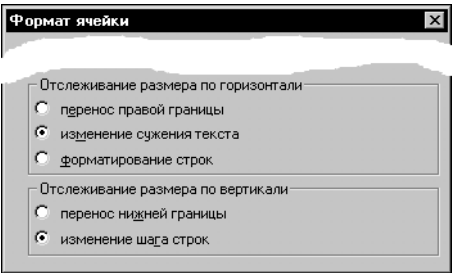 Формат ячейки
Отслеживание размера по горизонтали
перенос правой границы
изменение сужения текста
форматирование строк
Отслеживание размера по вертикали
перенос нижней границы
изменение шага строк